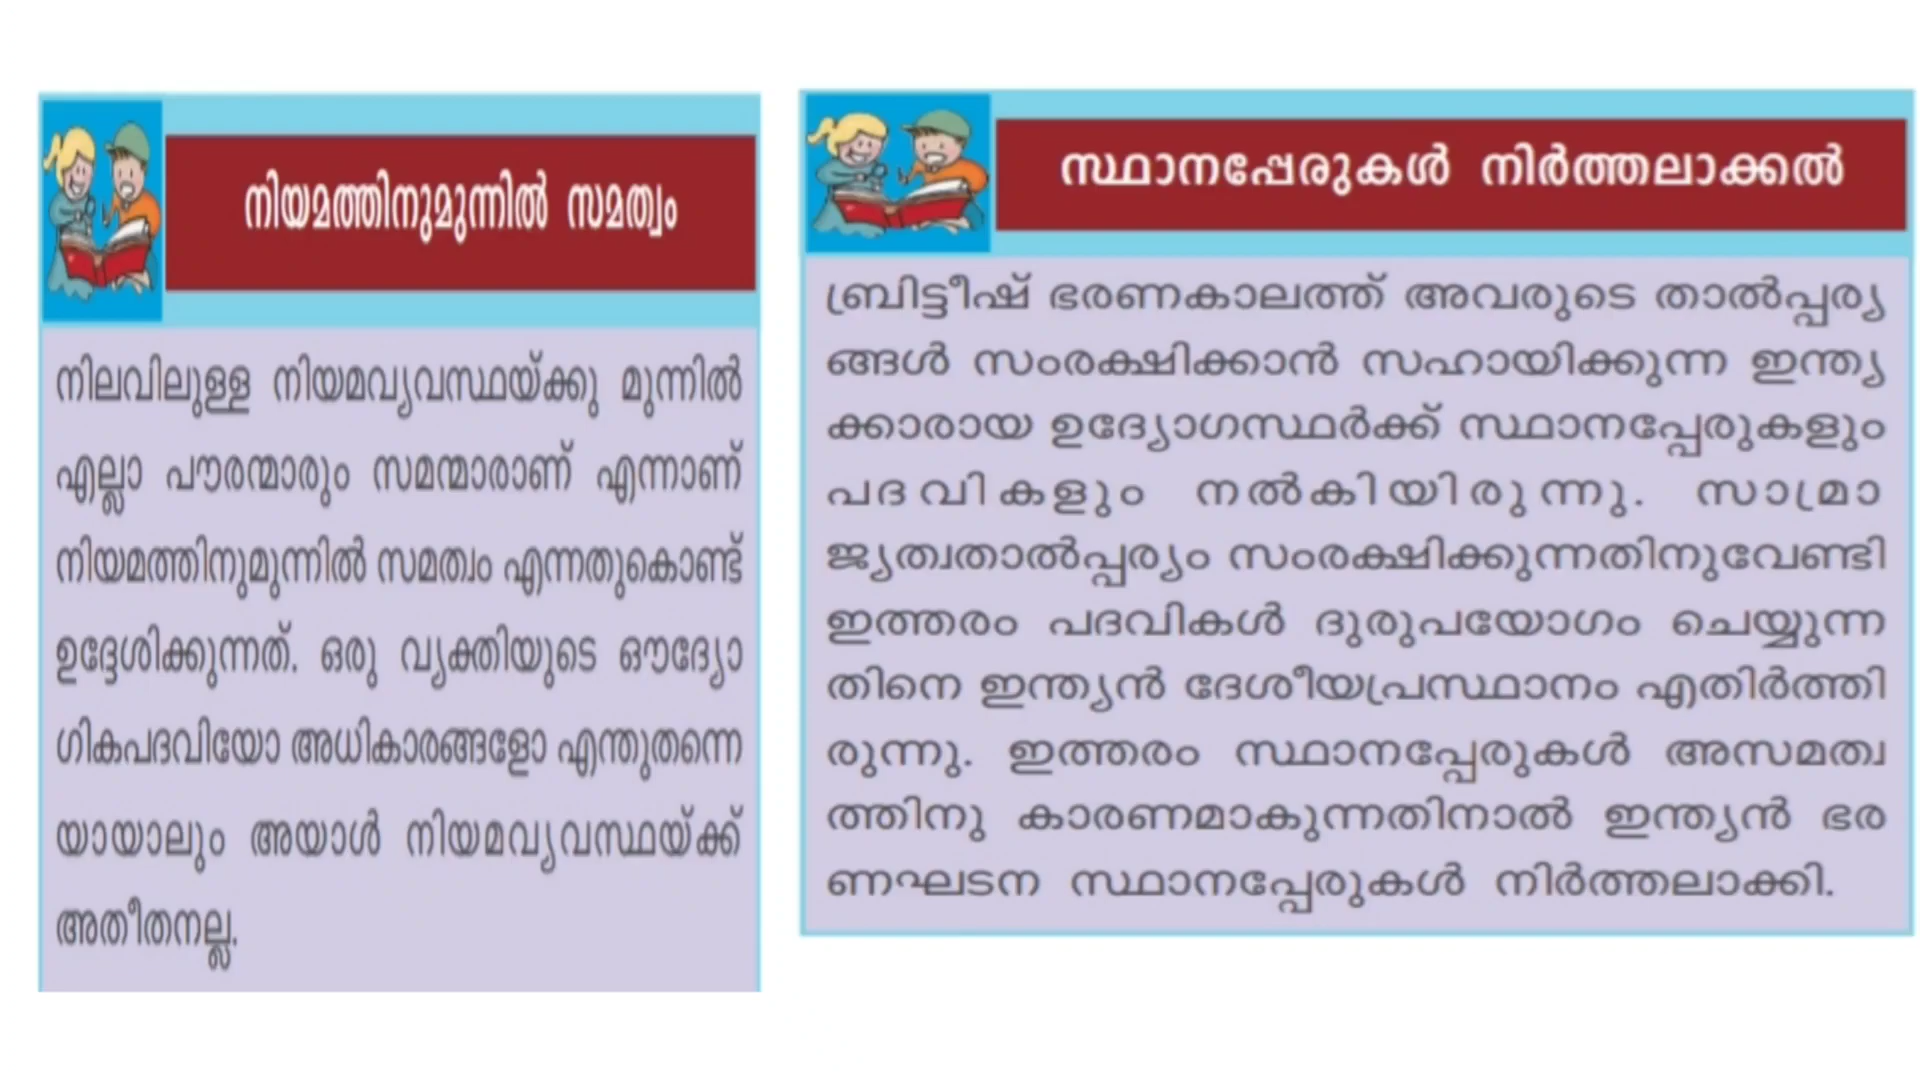 നിയമത്തിനുമുന്നിൽ സമത്വം
നിലവിലുള്ള നിയമവ്യവസ്ഥയ്ക്കു മുന്നിൽ
എല്ലാ പൗരന്മാരും സമന്മാരാണ് എന്നാണ്
നിയമത്തിനുമുന്നിൽ സമത്വം എന്നതുകൊണ്ട്
ഉദ്ദേശിക്കുന്നത്. ഒരു വ്യക്തിയുടെ ഔദ്യോ
ഗികപദവിയോ അധികാരങ്ങളോ എന്തുതന്നെ
യായാലും അയാൾ നിയമവ്യവസ്ഥയ്ക്ക്
അതീതനല്ല.
സ്ഥാനപ്പേരുകൾ നിർത്തലാക്കൽ
ബ്രിട്ടീഷ് ഭരണകാലത്ത് അവരുടെ താൽപ്പര്യ
ങ്ങൾ സംരക്ഷിക്കാൻ സഹായിക്കുന്ന ഇന്ത്യ
ക്കാരായ ഉദ്യോഗസ്ഥർക്ക് സ്ഥാനപ്പേരുകളും
പദവികളും നൽകിയിരുന്നു. സാമ്രാ
ജ്യത്വതാൽപ്പര്യം സംരക്ഷിക്കുന്നതിനുവേണ്ടി
ഇത്തരം പദവികൾ ദുരുപയോഗം ചെയ്യുന്ന
തിനെ ഇന്ത്യൻ ദേശീയപ്രസ്ഥാനം എതിർത്തി
രുന്നു. ഇത്തരം സ്ഥാനപ്പേരുകൾ അസമത്വ
ത്തിനു കാരണമാകുന്നതിനാൽ ഇന്ത്യൻ ഭര
ണഘടന സ്ഥാനപ്പേരുകൾ നിർത്തലാക്കി.